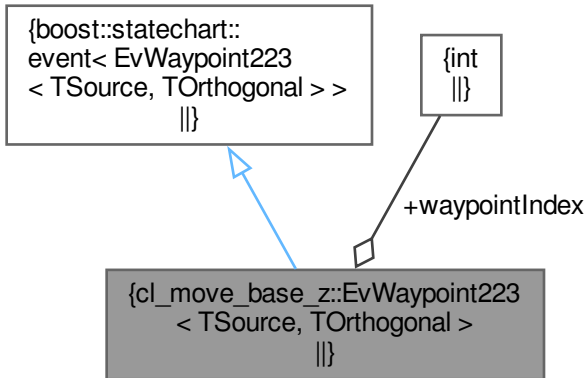 {boost::statechart::
event< EvWaypoint223
< TSource, TOrthogonal > >
||}
{int
||}
+waypointIndex
{cl_move_base_z::EvWaypoint223
< TSource, TOrthogonal >
||}